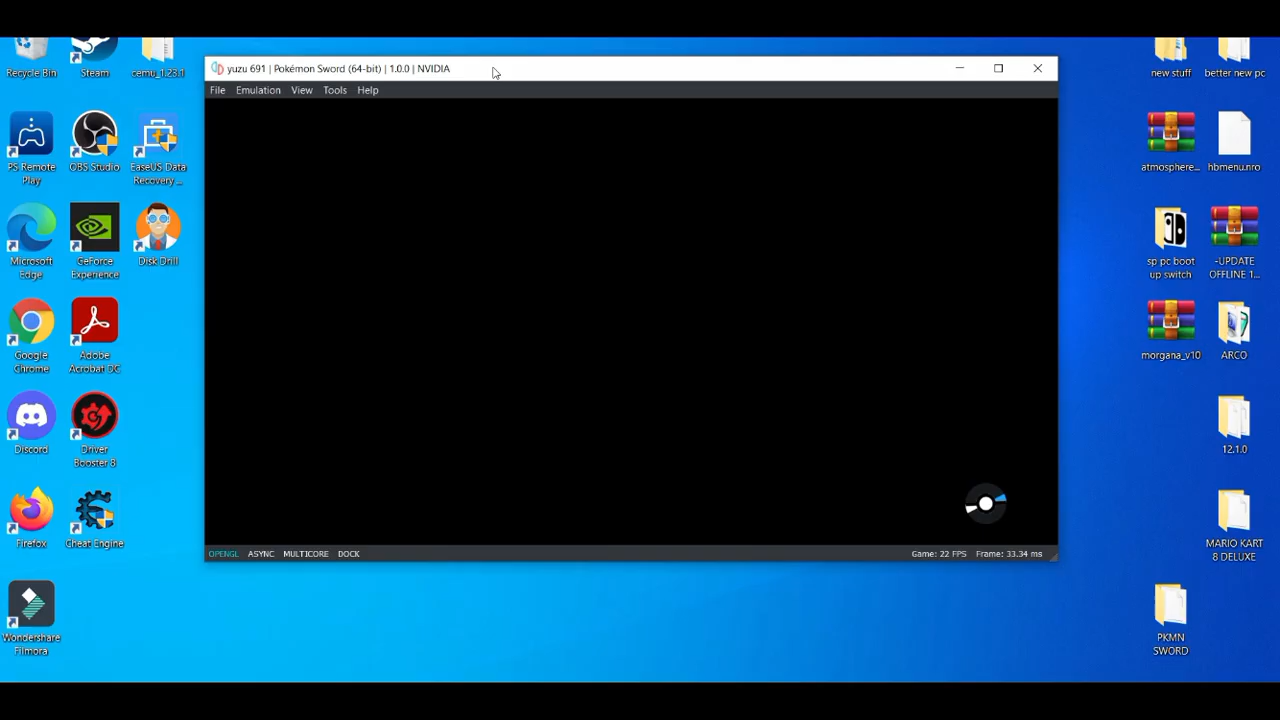 Recycle Bin
Steam
cemu_1.23.1
yuzu 691 | Pokémon Sword (64-bit) | 1.0.0 | NVIDIA
new stuff
better new pc
File Emulation View Tools Help
PS Remote
Play
OBS Studio
EaseUS Data
Recovery ...
atmosphere...
hbmenu.nro
Microsoft
Edge
GeForce
Experience
Disk Drill
sp pc boot
up switch
-UPDATE
OFFLINE 1...
Google
Chrome
Adobe
Acrobat DC
morgana_v10
ARCO
Discord
Driver
Booster 8
12.1.0
Firefox
Cheat Engine
MARIO KART
8 DELUXE
OPENGL ASYNC MULTICORE DOCK
Game: 22 FPS Frame: 33.34 ms
Wondershare
Filmora
PKMN
SWORD